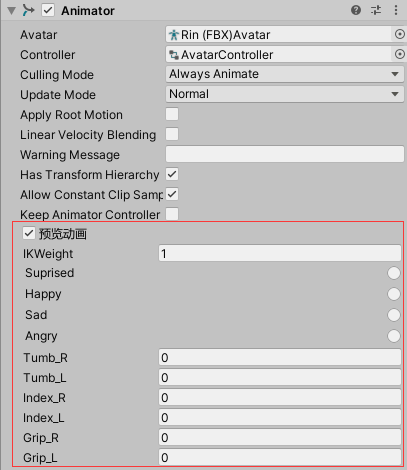 Animator
Avatar Rin (FBX)Avatar
Controller AvatarController
Culling Mode Always Animate
Update Mode Normal
Apply Root Motion
Linear Velocity Blending
Warning Message
Has Transform Hierarchy
Allow Constant Clip Samp
Keep Animator Controller
预览动画
IKWeight 1
Suprised
Happy
Sad
Angry
Tumb_R 0
Tumb_L 0
Index_R 0
Index_L 0
Grip_R 0
Grip_L 0